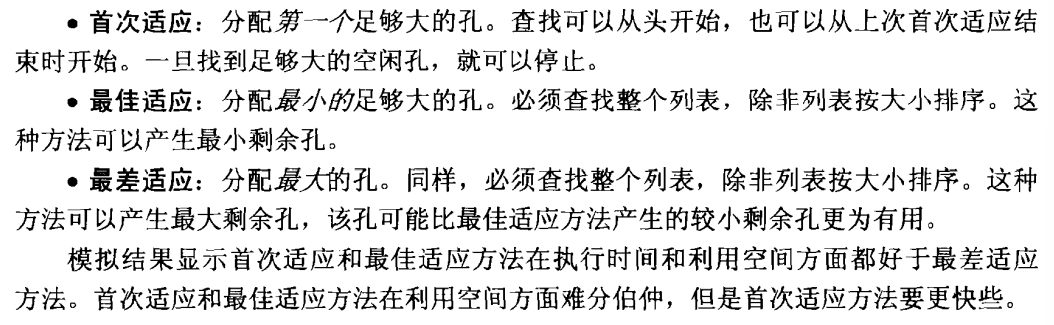 • 首次适应：分配第一个足够大的孔。查找可以从头开始，也可以从上次首次适应结
束时开始。一旦找到足够大的空闲孔，就可以停止。
• 最佳适应：分配最小的足够大的孔。必须查找整个列表，除非列表按大小排序。这
种方法可以产生最小剩余孔。
• 最差适应：分配最大的孔。同样，必须查找整个列表，除非列表按大小排序。这种
方法可以产生最大剩余孔，该孔可能比最佳适应方法产生的较小剩余孔更为有用。
模拟结果显示首次适应和最佳适应方法在执行时间和利用空间方面都好于最差适应
方法。首次适应和最佳适应方法在利用空间方面难分伯仲，但是首次适应方法要更快些。